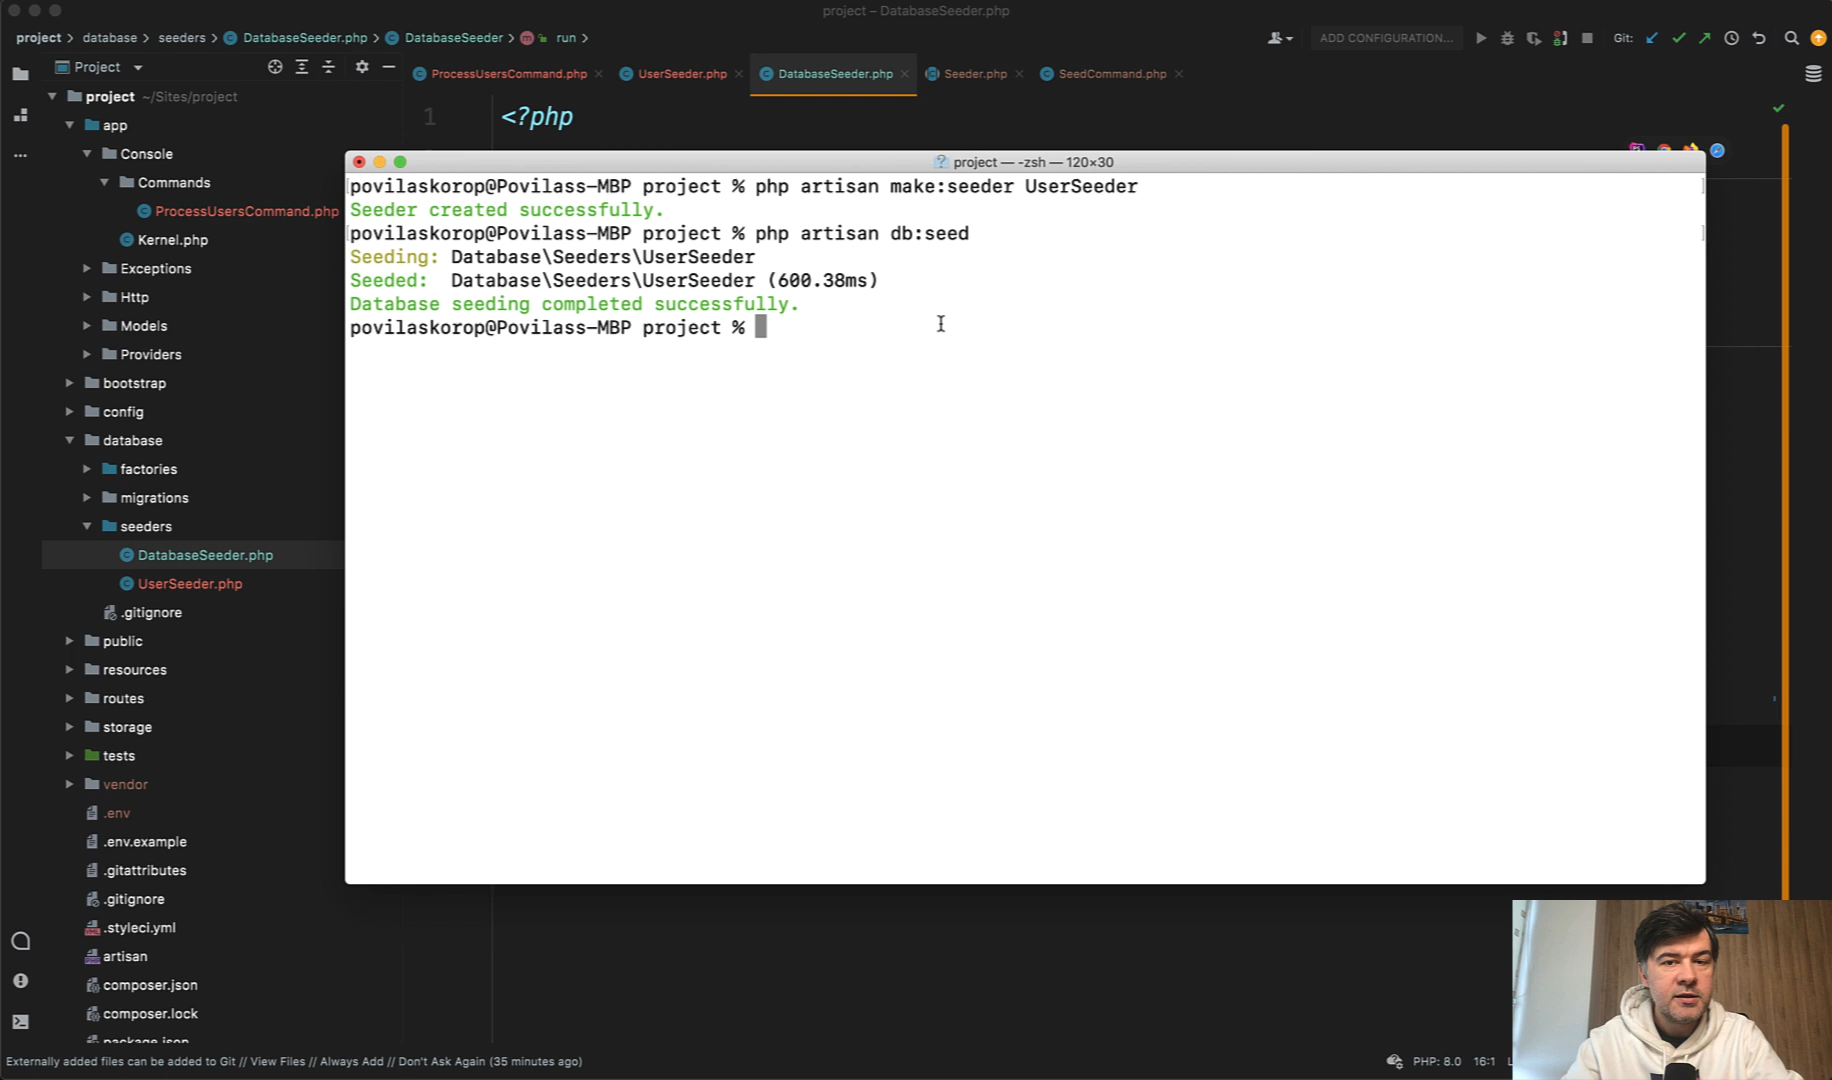 project – DatabaseSeeder.php
project > database > seeders > DatabaseSeeder.php > DatabaseSeeder > run >
ADD CONFIGURATION...
Git:
Project
ProcessUsersCommand.php
UserSeeder.php
DatabaseSeeder.php
Seeder.php
SeedCommand.php
project ~/Sites/project
app
Console
Commands
ProcessUsersCommand.php
Kernel.php
Exceptions
Http
Models
Providers
bootstrap
config
database
factories
migrations
seeders
DatabaseSeeder.php
UserSeeder.php
.gitignore
public
resources
routes
storage
tests
vendor
.env
.env.example
.gitattributes
.gitignore
.styleci.yml
artisan
composer.json
composer.lock
package.json
1 <?php
project — -zsh — 120×30
povilaskorop@Povilass-MBP project % php artisan make:seeder UserSeeder
Seeder created successfully.
povilaskorop@Povilass-MBP project % php artisan db:seed
Seeding: Database\Seeders\UserSeeder
Seeded:  Database\Seeders\UserSeeder (600.38ms)
Database seeding completed successfully.
povilaskorop@Povilass-MBP project %
Externally added files can be added to Git // View Files // Always Add // Don't Ask Again (35 minutes ago)
PHP: 8.0
16:1